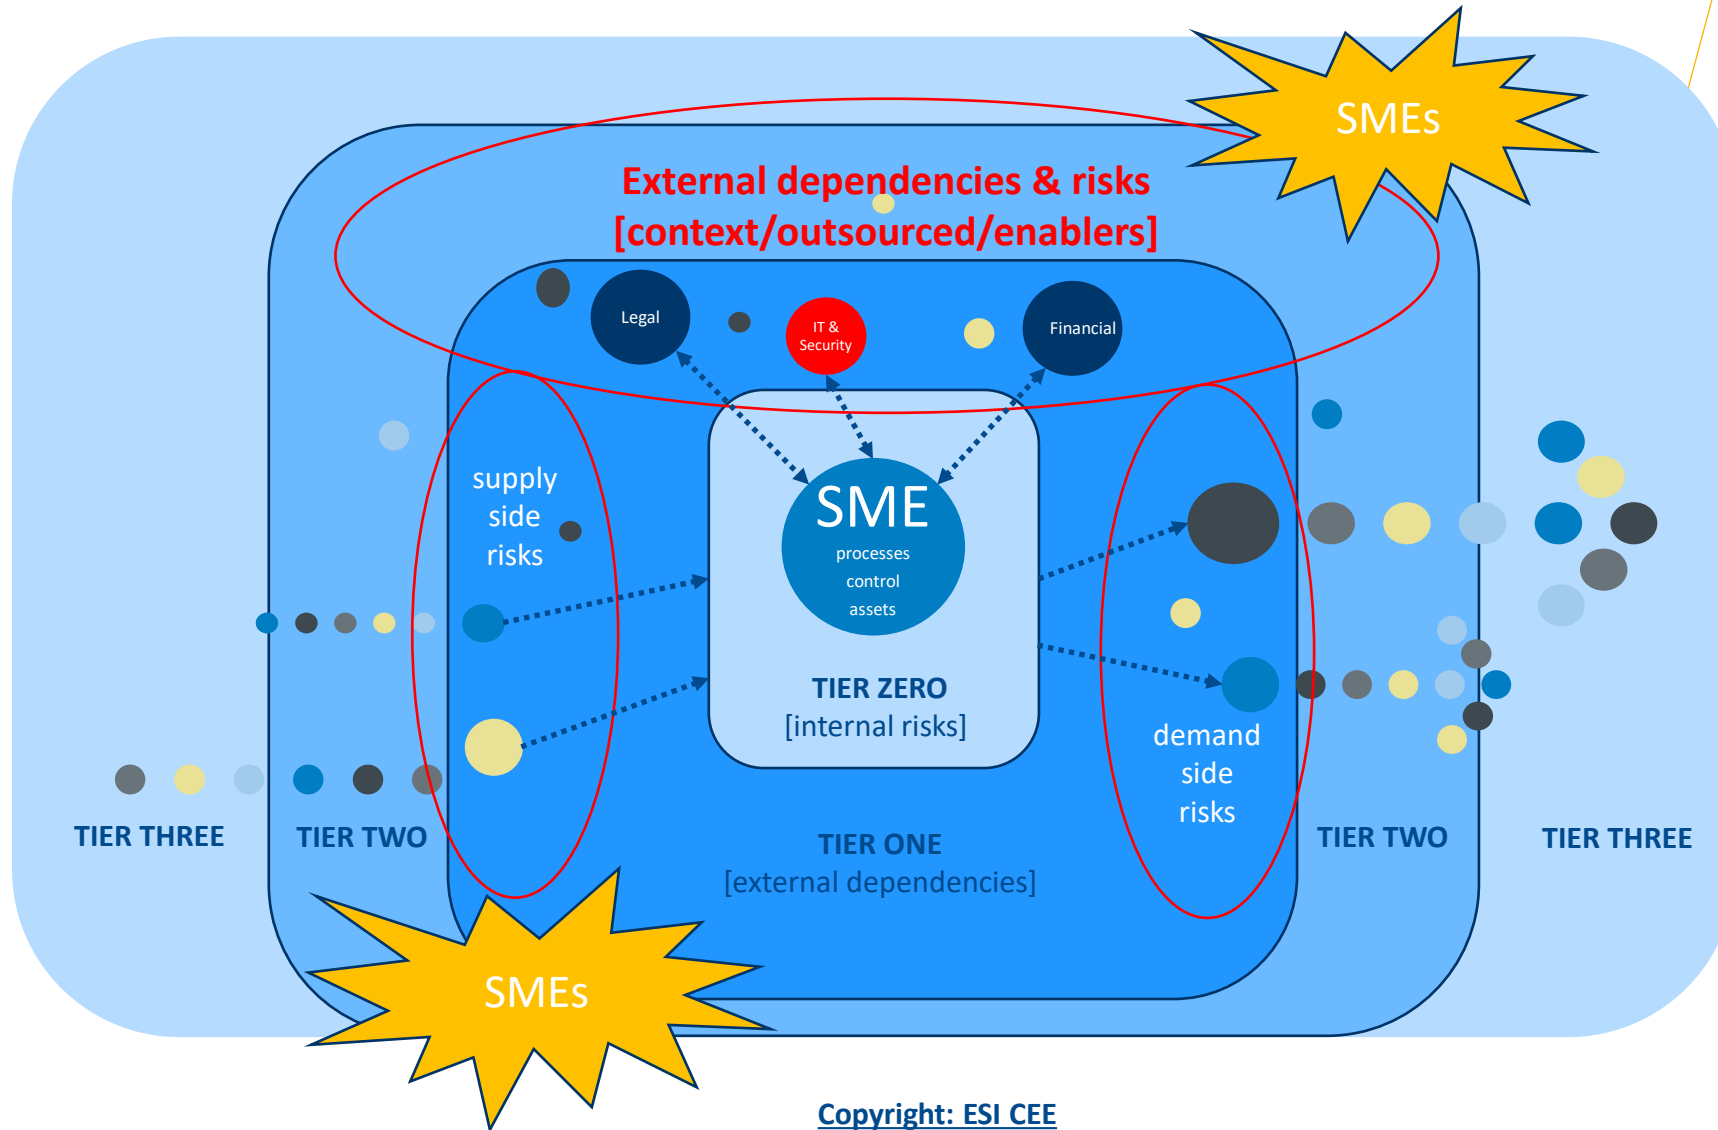 SMEs
External dependencies & risks
[context/outsourced/enablers]
Legal
IT &
Security
Financial
supply
side
risks
SME
processes
control
assets
TIER ZERO
[internal risks]
demand
side
risks
TIER THREE
TIER TWO
TIER ONE
[external dependencies]
TIER TWO
TIER THREE
SMEs
Copyright: ESI CEE